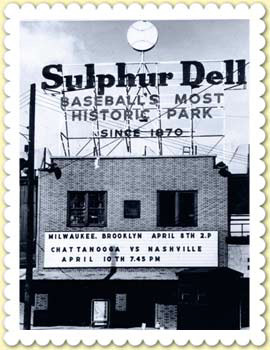 Sulphur Dell
BASEBALL'S MOST
HISTORIC PARK
SINCE 1870
MILWAUKEE, BROOKLYN APRIL 8TH 2.P
CHATTANOOGA VS NASHVILLE
APRIL 10TH 7.45 PM